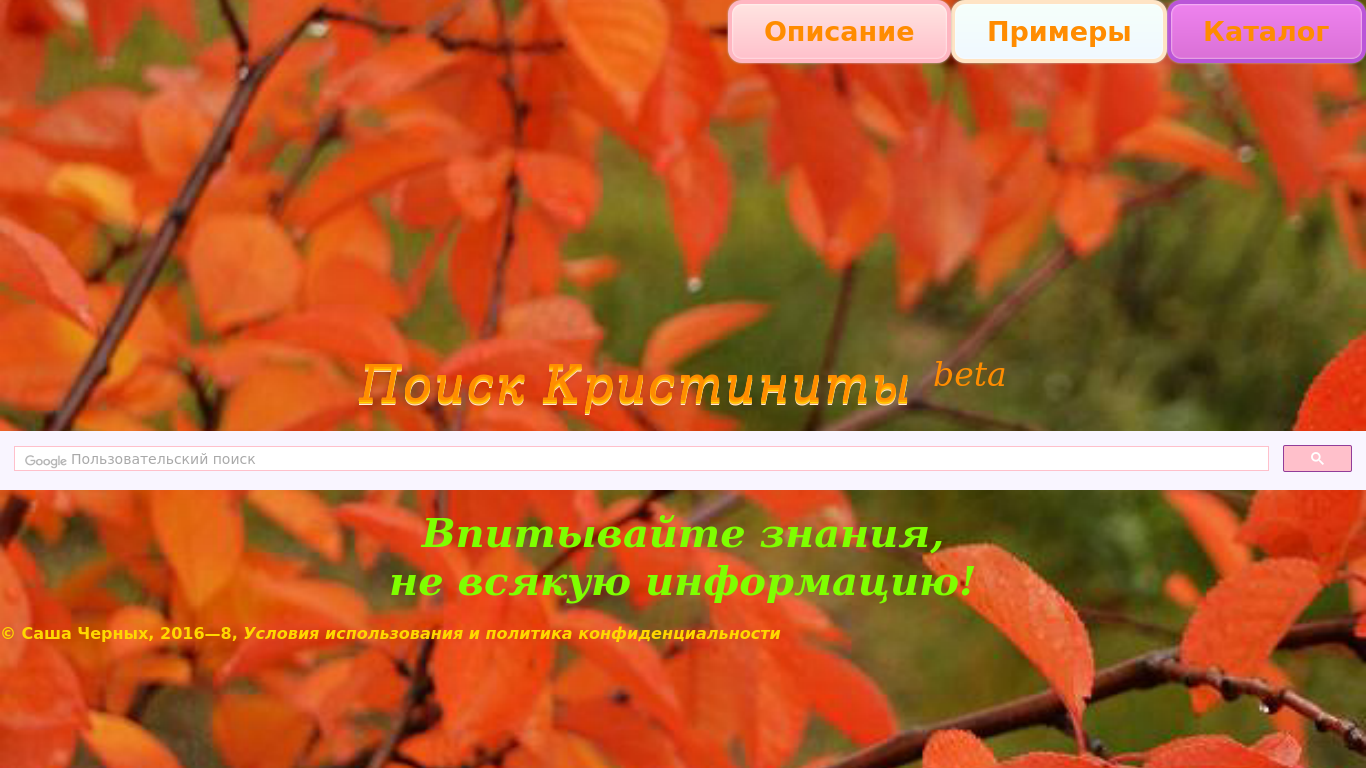 Описание Примеры Каталог
Поиск Кристиниты beta
Google Пользовательский поиск
Впитывайте знания,
не всякую информацию!
© Саша Черных, 2016—8, Условия использования и политика конфиденциальности